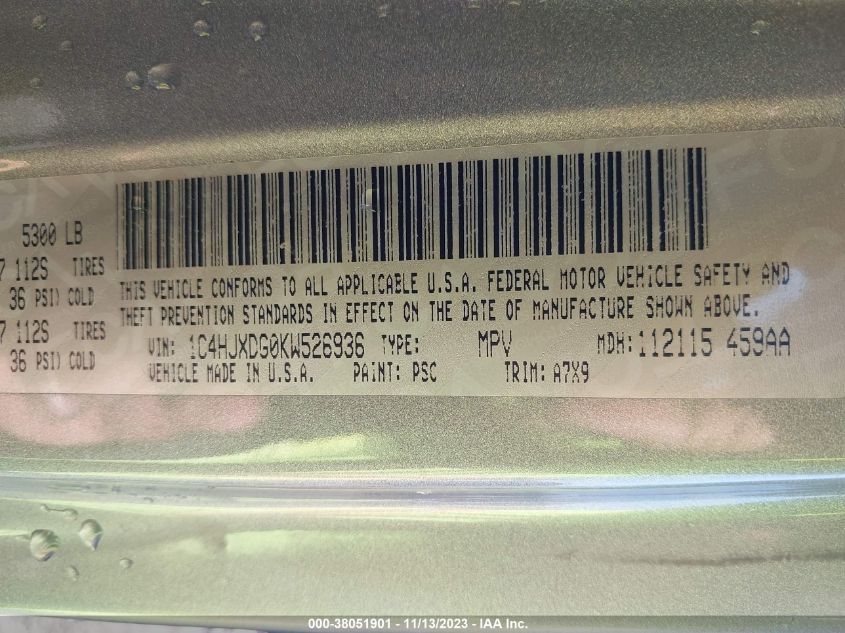 5300 LB
7 112S TIRES
36 PSI) COLD
7 112S TIRES
36 PSI) COLD
THIS VEHICLE CONFORMS TO ALL APPLICABLE U.S.A. FEDERAL MOTOR VEHICLE SAFETY AND
THEFT PREVENTION STANDARDS IN EFFECT ON THE DATE OF MANUFACTURE SHOWN ABOVE.
VIN: 1C4HJXDG0KW526936 TYPE: MPV MDH: 112115 459AA
VEHICLE MADE IN U.S.A. PAINT: PSC TRIM: A7X9
000-38051901 - 11/13/2023 - IAA Inc.